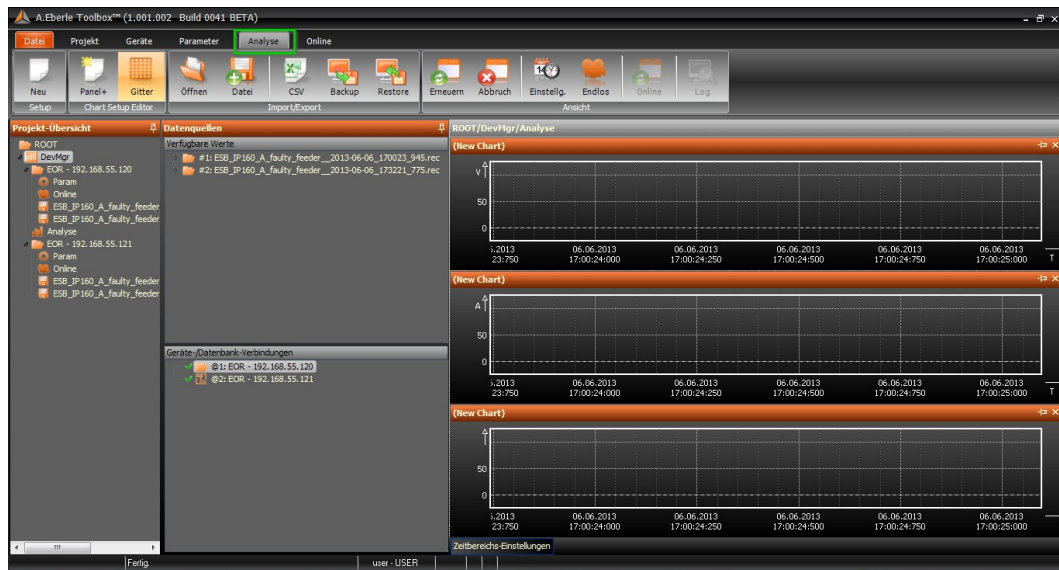 A.Eberle Toolbox™ (1.001.002 Build 0041 BETA)
Datei Projekt Geräte Parameter Analyse Online
Neu Panel+ Gitter Öffnen Datei CSV Backup Restore Erneuern Abbruch Einstellg. Endlos Online Log
Setup Chart Setup Editor Import/Export Ansicht
Projekt-Übersicht
ROOT
DevMgr
EOR - 192.168.55.120
Param
Online
ESB_IP160_A_faulty_feeder
ESB_IP160_A_faulty_feeder
Analyse
EOR - 192.168.55.121
Param
Online
ESB_IP160_A_faulty_feeder
ESB_IP160_A_faulty_feeder
Datenquellen
Verfügbare Werte
#1: ESB_IP160_A_faulty_feeder__2013-06-06_170023_945.rec
#2: ESB_IP160_A_faulty_feeder__2013-06-06_173221_775.rec
Geräte-/Datenbank-Verbindungen
@1: EOR - 192.168.55.120
@2: EOR - 192.168.55.121
ROOT/DevMgr/Analyse
(New Chart)
V
50
0
.2013 06.06.2013 06.06.2013 06.06.2013 06.06.2013 06.06.2013
23:750 17:00:24:000 17:00:24:250 17:00:24:500 17:00:24:750 17:00:25:000 T
(New Chart)
A
50
0
.2013 06.06.2013 06.06.2013 06.06.2013 06.06.2013 06.06.2013
23:750 17:00:24:000 17:00:24:250 17:00:24:500 17:00:24:750 17:00:25:000 T
(New Chart)
50
0
.2013 06.06.2013 06.06.2013 06.06.2013 06.06.2013 06.06.2013
23:750 17:00:24:000 17:00:24:250 17:00:24:500 17:00:24:750 17:00:25:000 T
Zeitbereichs-Einstellungen
Fertig. user - USER